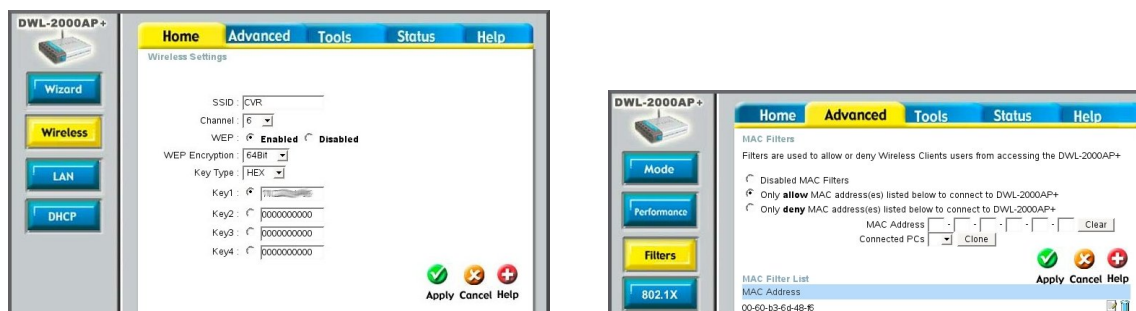 DWL-2000AP+
Home Advanced Tools Status Help
Wireless Settings
Wizard
SSID : CVR
Channel : 6
Wireless
WEP : Enabled Disabled
WEP Encryption : 64Bit
Key Type : HEX
LAN
Key1 :
Key2 : 0000000000
DHCP
Key3 : 0000000000
Key4 : 0000000000
Apply Cancel Help
DWL-2000AP+
Home Advanced Tools Status Help
MAC Filters
Filters are used to allow or deny Wireless Clients users from accessing the DWL-2000AP+
Mode
Disabled MAC Filters
Only allow MAC address(es) listed below to connect to DWL-2000AP+
Performance
Only deny MAC address(es) listed below to connect to DWL-2000AP+
MAC Address - - - - - Clear
Connected PCs Clone
Filters
Apply Cancel Help
MAC Filter List
MAC Address
802.1X
00-60-b3-6d-48-f6